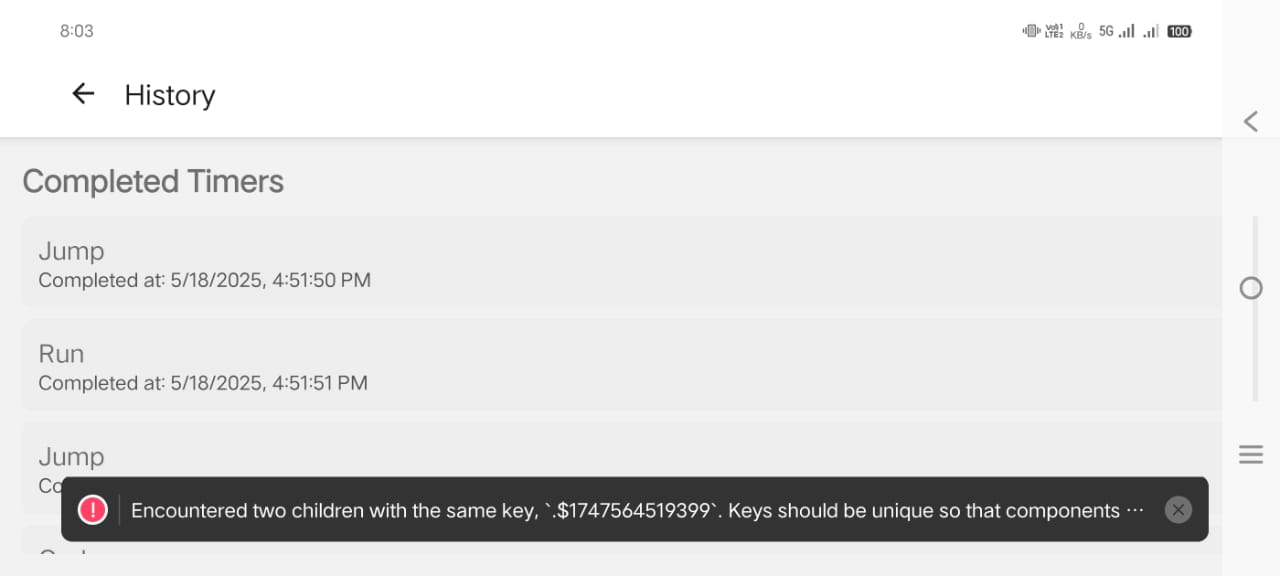 8:03
Vol1 LTE2
0 KB/s
5G
100
History
Completed Timers
Jump
Completed at: 5/18/2025, 4:51:50 PM
Run
Completed at: 5/18/2025, 4:51:51 PM
Jump
Co
Encountered two children with the same key, `.$1747564519399`. Keys should be unique so that components ···